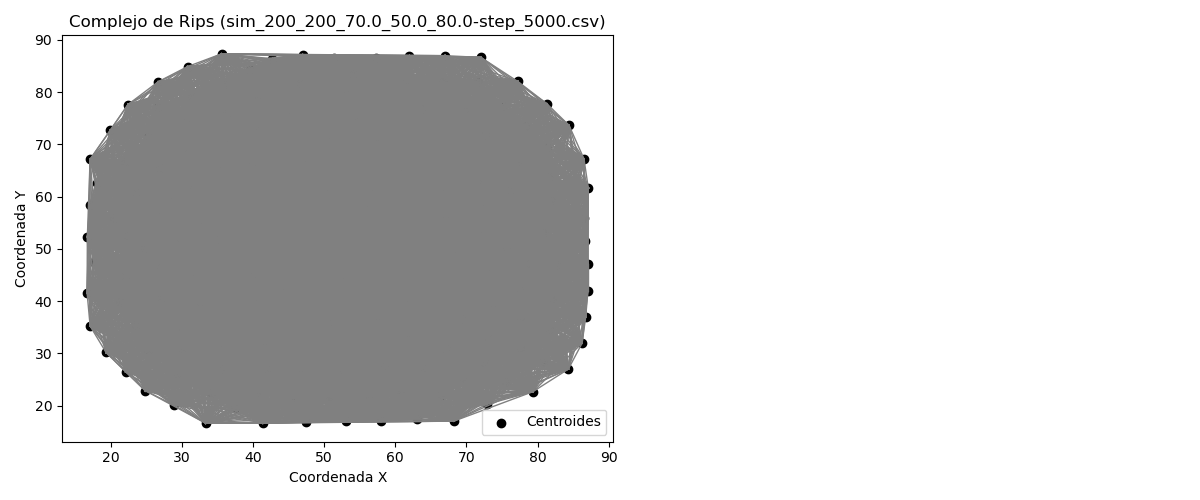 Complejo de Rips (sim_200_200_70.0_50.0_80.0-step_5000.csv)
90
80
70
60
50
40
30
20
Coordenada Y
Centroides
20 30 40 50 60 70 80 90
Coordenada X